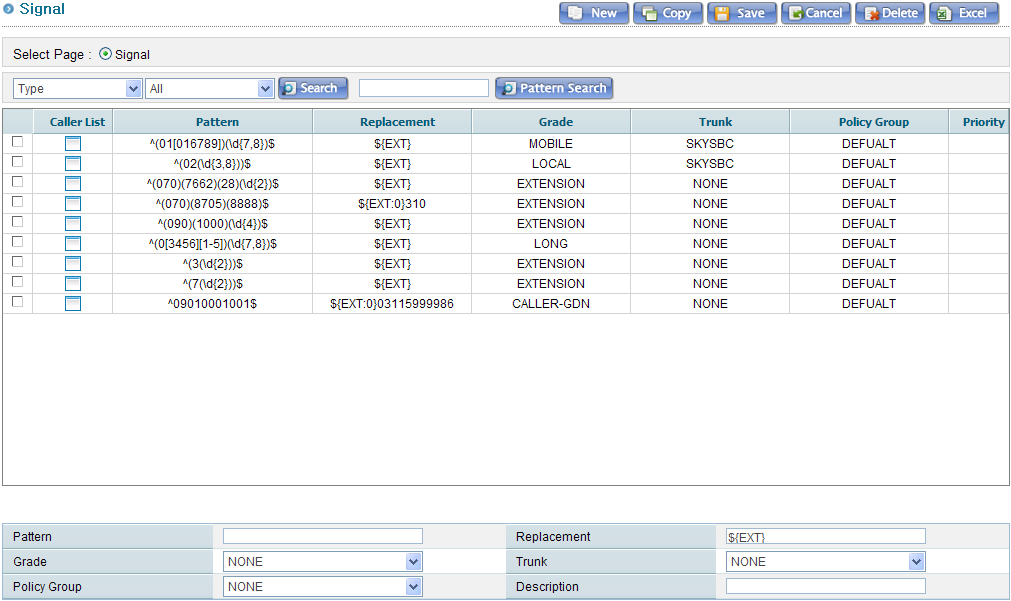 Signal
New Copy Save Cancel Delete Excel
Select Page : Signal
Type All Search Pattern Search
Caller List Pattern Replacement Grade Trunk Policy Group Priority
^(01[016789])(\d{7,8})$ ${EXT} MOBILE SKYSBC DEFUALT
^(02(\d{3,8}))$ ${EXT} LOCAL SKYSBC DEFUALT
^(070)(7662)(28)(\d{2})$ ${EXT} EXTENSION NONE DEFUALT
^(070)(8705)(8888)$ ${EXT:0}310 EXTENSION NONE DEFUALT
^(090)(1000)(\d{4})$ ${EXT} EXTENSION NONE DEFUALT
^(0[3456][1-5])(\d{7,8})$ ${EXT} LONG NONE DEFUALT
^(3(\d{2}))$ ${EXT} EXTENSION NONE DEFUALT
^(7(\d{2}))$ ${EXT} EXTENSION NONE DEFUALT
^09010001001$ ${EXT:0}03115999986 CALLER-GDN NONE DEFUALT
Pattern Replacement ${EXT}
Grade NONE Trunk NONE
Policy Group NONE Description